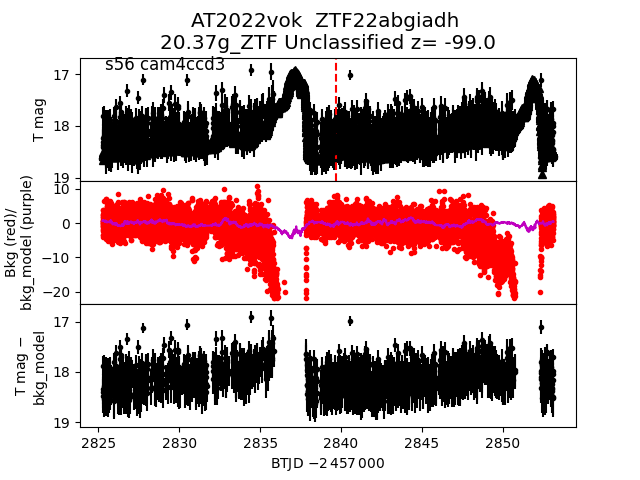 AT2022vok ZTF22abgiadh
20.37g_ZTF Unclassified z= -99.0
s56 cam4ccd3
17
18
19
T mag
10
0
−10
−20
Bkg (red)/
bkg_model (purple)
17
18
19
T mag −
bkg_model
2825 2830 2835 2840 2845 2850
BTJD −2 457 000